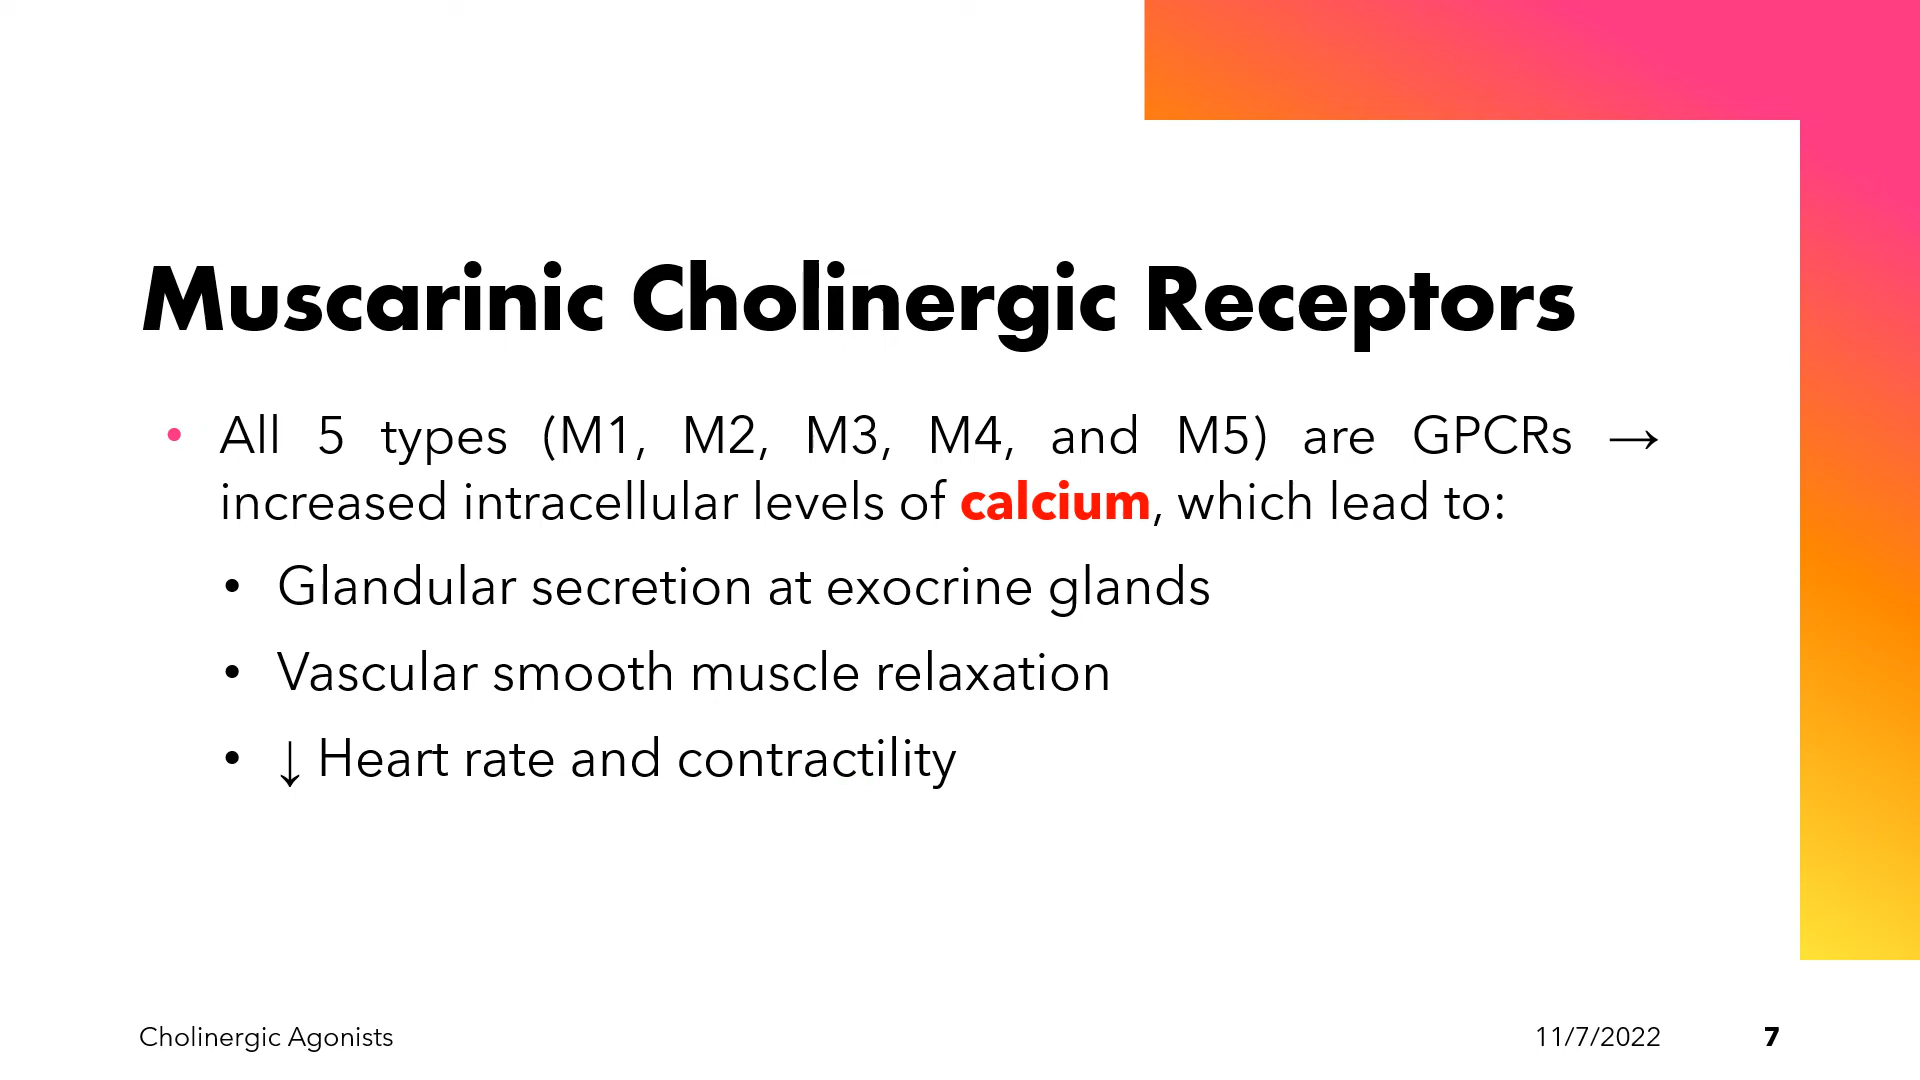 Muscarinic Cholinergic Receptors
• All 5 types (M1, M2, M3, M4, and M5) are GPCRs →
increased intracellular levels of calcium, which lead to:
• Glandular secretion at exocrine glands
• Vascular smooth muscle relaxation
• ↓ Heart rate and contractility
Cholinergic Agonists 11/7/2022 7